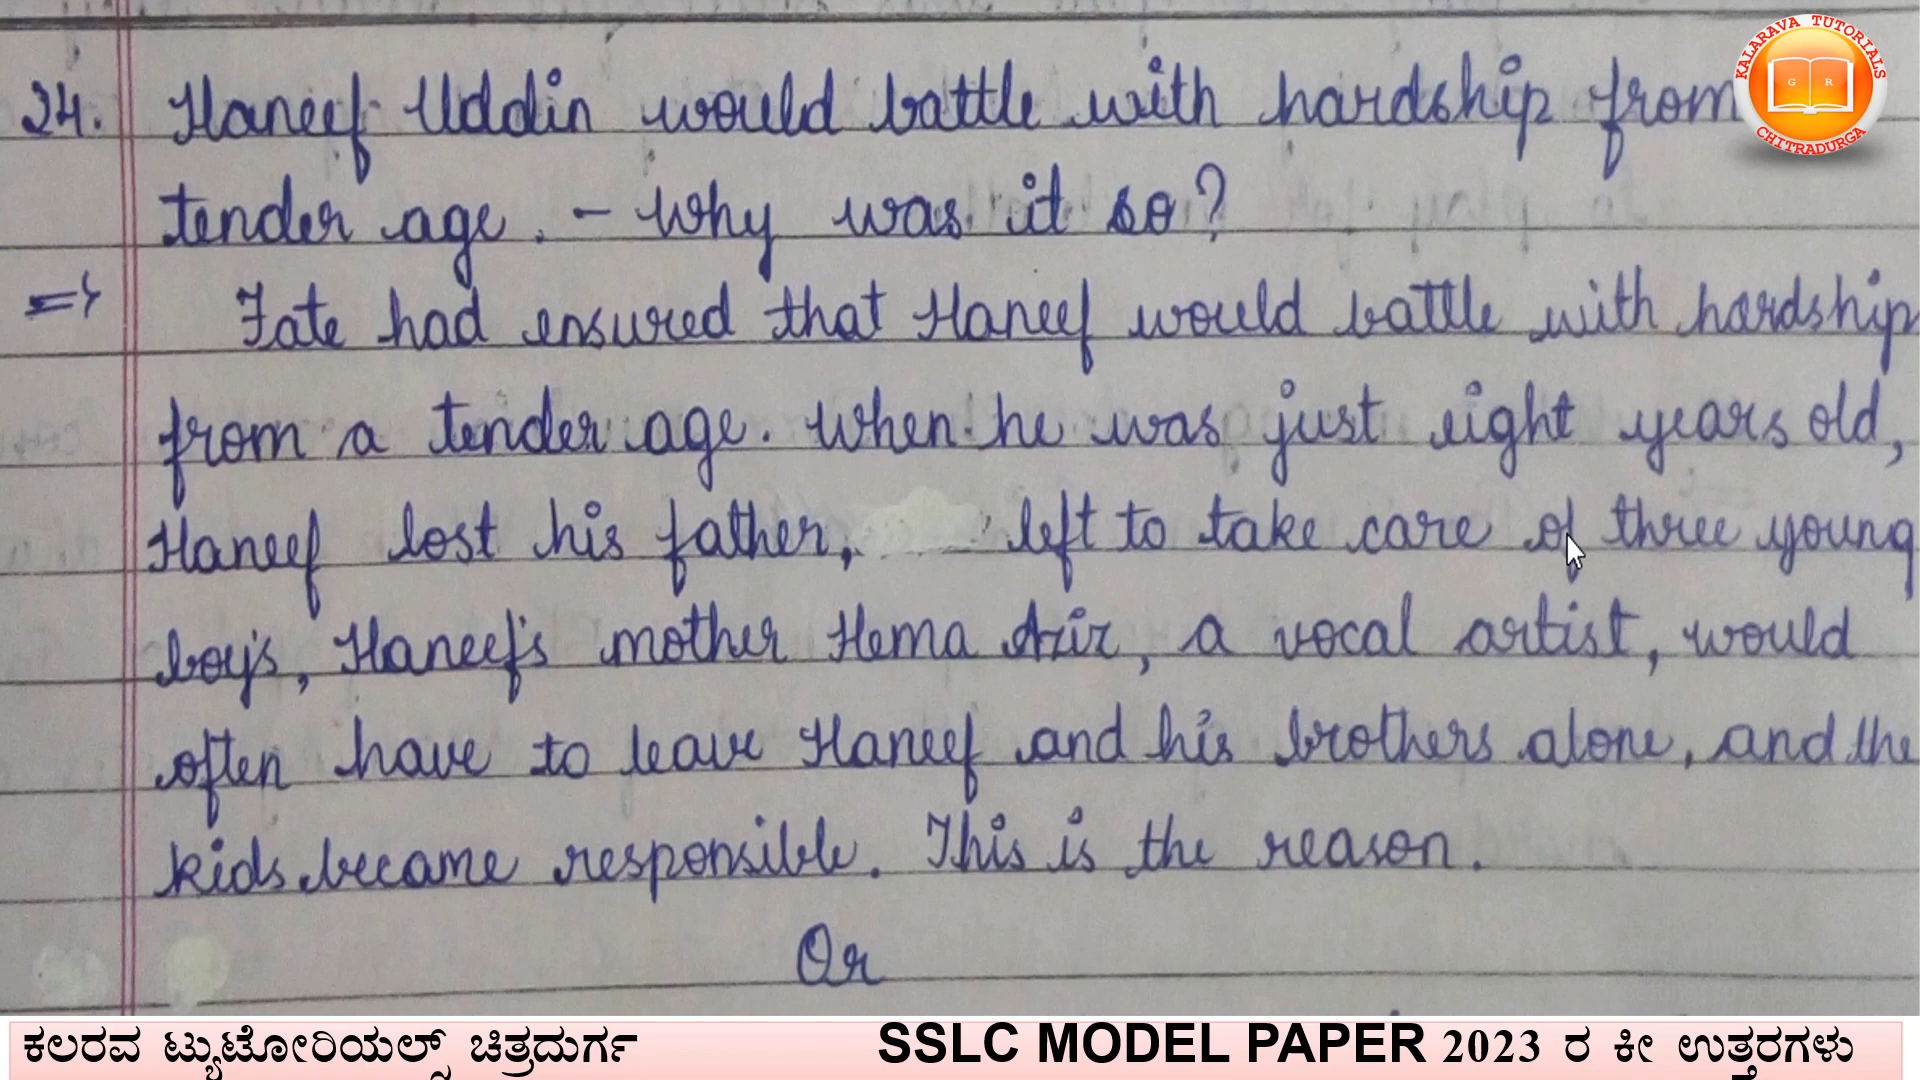 KALARAVA TUTORIALS
G R
CHITRADURGA
24. Haneef Uddin would battle with hardship from
tender age. - Why was it so?
=> Fate had ensured that Haneef would battle with hardship
from a tender age. When he was just eight years old,
Haneef lost his father, left to take care of three young
boy's, Haneef's mother Hema Aziz, a vocal artist, would
often have to leave Haneef and his brothers alone, and the
kids became responsible. This is the reason.
Or
ಕಲರವ ಟ್ಯುಟೋರಿಯಲ್ಸ್ ಚಿತ್ರದುರ್ಗ SSLC MODEL PAPER 2023 ರ ಕೀ ಉತ್ತರಗಳು